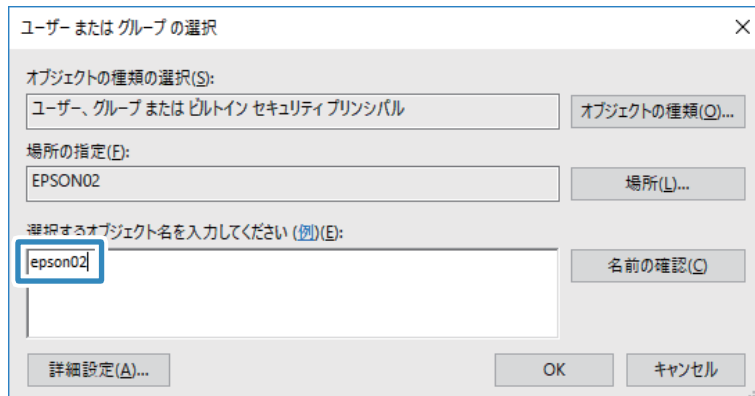 ユーザー または グループ の選択
オブジェクトの種類の選択(S):
ユーザー、グループ または ビルトイン セキュリティ プリンシパル
オブジェクトの種類(O)...
場所の指定(F):
EPSON02
場所(L)...
選択するオブジェクト名を入力してください (例)(E):
epson02
名前の確認(C)
詳細設定(A)...
OK
キャンセル